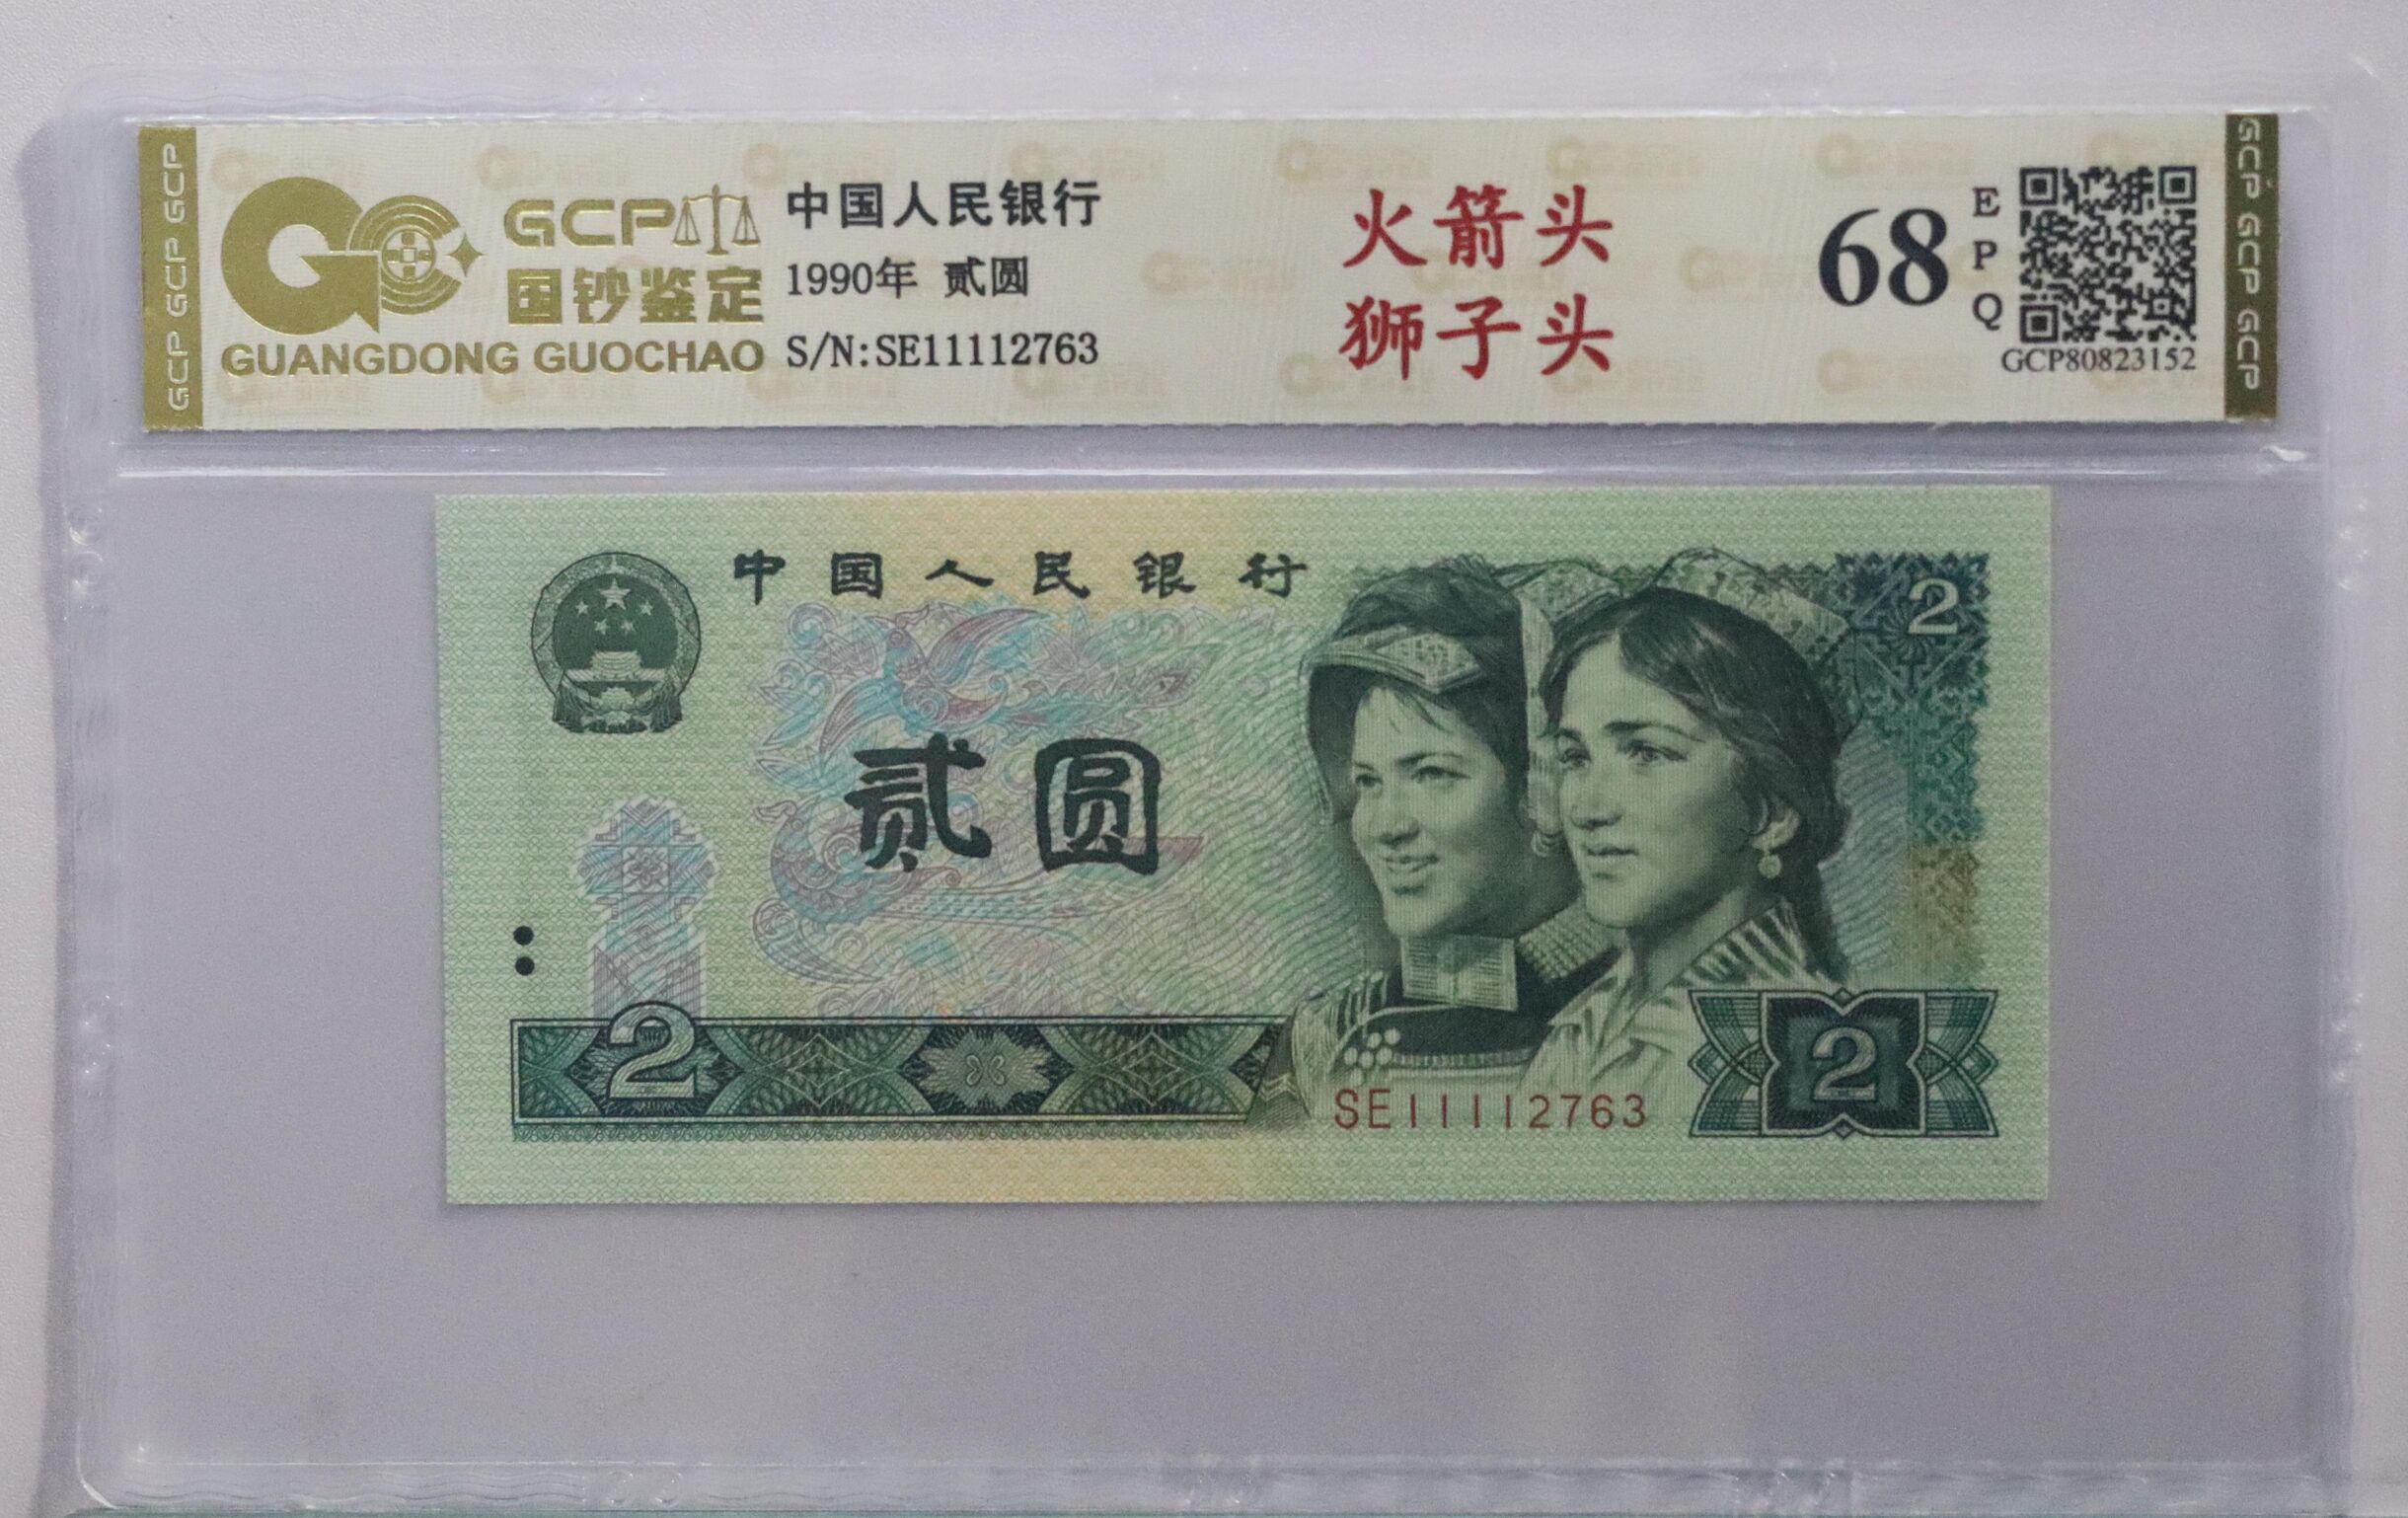 GCP GCP GCP
GCP
国钞鉴定
GUANGDONG GUOCHAO
中国人民银行
1990年 贰圆
S/N:SE11112763
火箭头
狮子头
68
EPQ
GCP80823152
GCP GCP GCP
中国人民银行
2
贰圆
2
SE11112763
2